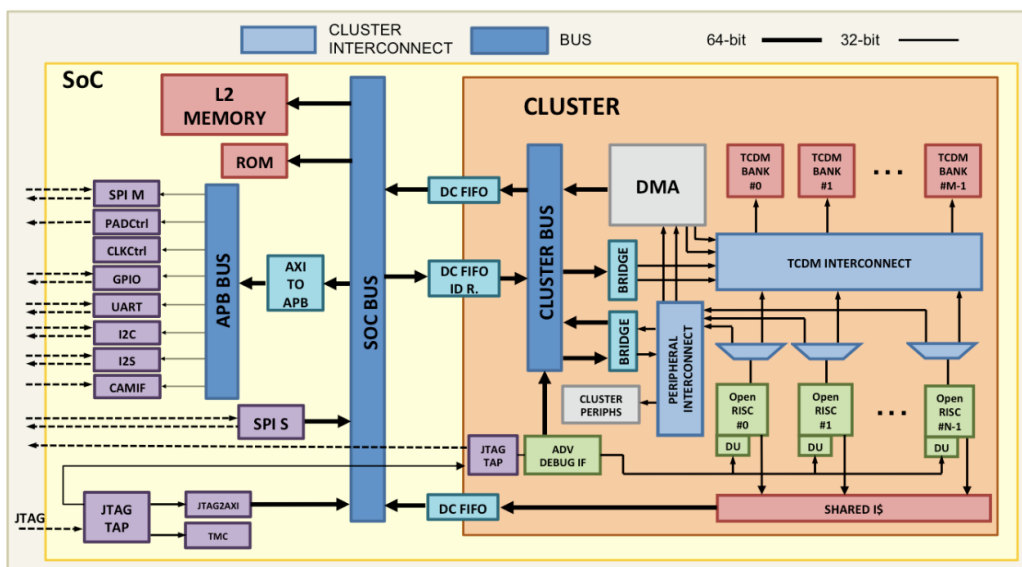 CLUSTER
INTERCONNECT
BUS
64-bit
32-bit
SoC
L2
MEMORY
ROM
SPI M
PADCtrl
CLKCtrl
GPIO
UART
I2C
I2S
CAMIF
APB BUS
AXI
TO
APB
SOC BUS
SPI S
JTAG
JTAG
TAP
JTAG2AXI
TMC
DC FIFO
DC FIFO
ID R.
DC FIFO
CLUSTER
CLUSTER BUS
DMA
BRIDGE
BRIDGE
CLUSTER
PERIPHS
PERIPHERAL
INTERCONNECT
JTAG
TAP
ADV
DEBUG IF
TCDM
BANK
#0
TCDM
BANK
#1
...
TCDM
BANK
#M-1
TCDM INTERCONNECT
Open
RISC
#0
DU
Open
RISC
#1
DU
...
Open
RISC
#N-1
DU
SHARED I$